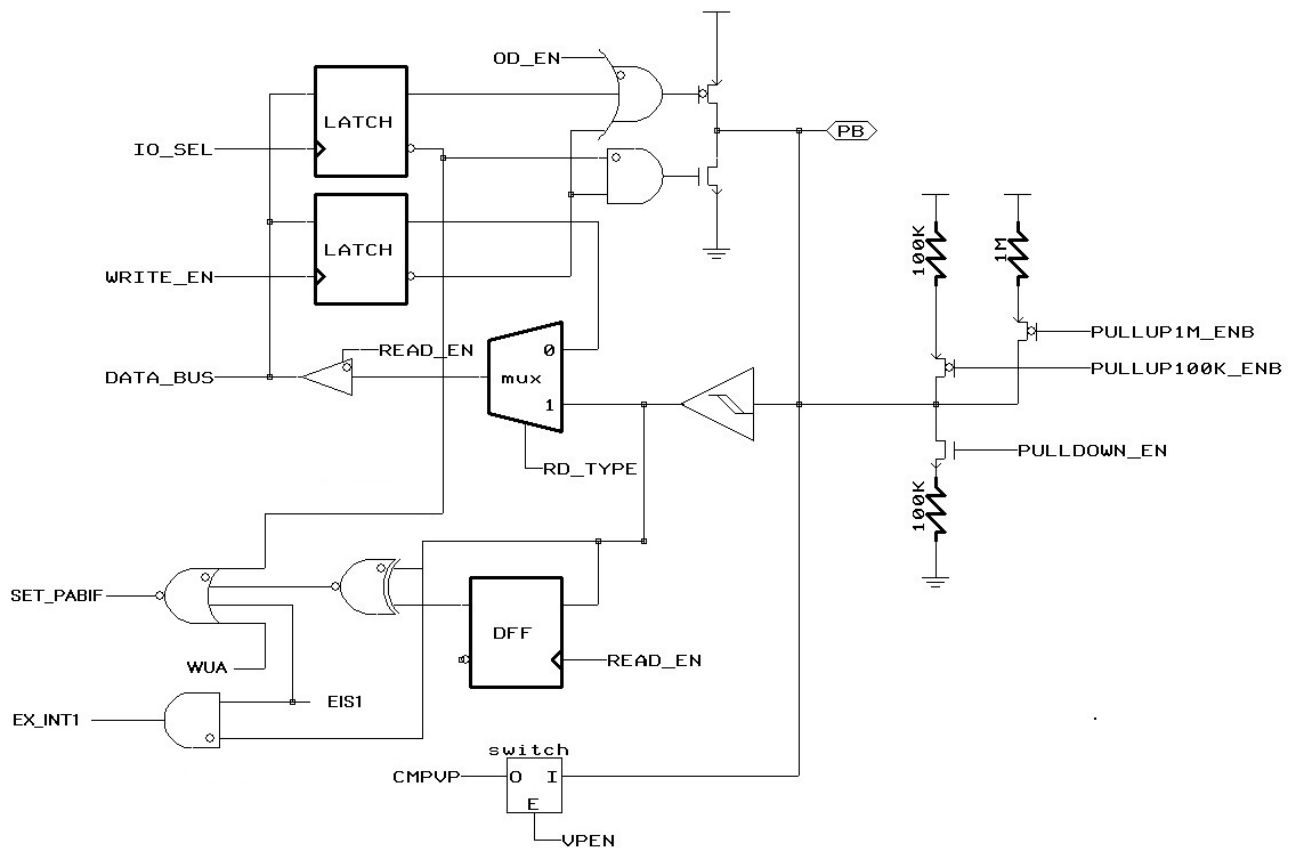 OD_EN
LATCH
PB
IO_SEL
LATCH
100K
1M
WRITE_EN
PULLUP1M_ENB
READ_EN
0
PULLUP100K_ENB
DATA_BUS
mux
1
PULLDOWN_EN
RD_TYPE
100K
SET_PABIF
DFF
WUA
READ_EN
EIS1
EX_INT1
switch
CMPVP
O I
E
VPEN